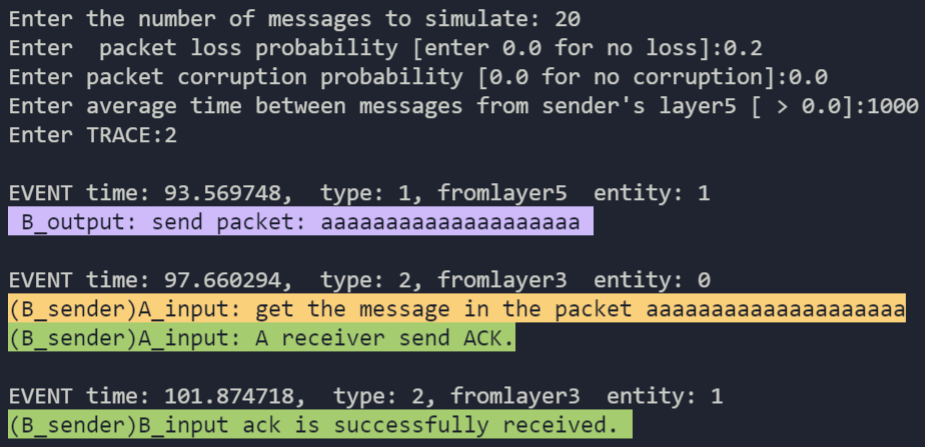 Enter the number of messages to simulate: 20
Enter  packet loss probability [enter 0.0 for no loss]:0.2
Enter packet corruption probability [0.0 for no corruption]:0.0
Enter average time between messages from sender's layer5 [ > 0.0]:1000
Enter TRACE:2
EVENT time: 93.569748,  type: 1, fromlayer5  entity: 1
B_output: send packet: aaaaaaaaaaaaaaaaaaaa
EVENT time: 97.660294,  type: 2, fromlayer3  entity: 0
(B_sender)A_input: get the message in the packet aaaaaaaaaaaaaaaaaaaa
(B_sender)A_input: A receiver send ACK.
EVENT time: 101.874718,  type: 2, fromlayer3  entity: 1
(B_sender)B_input ack is successfully received.